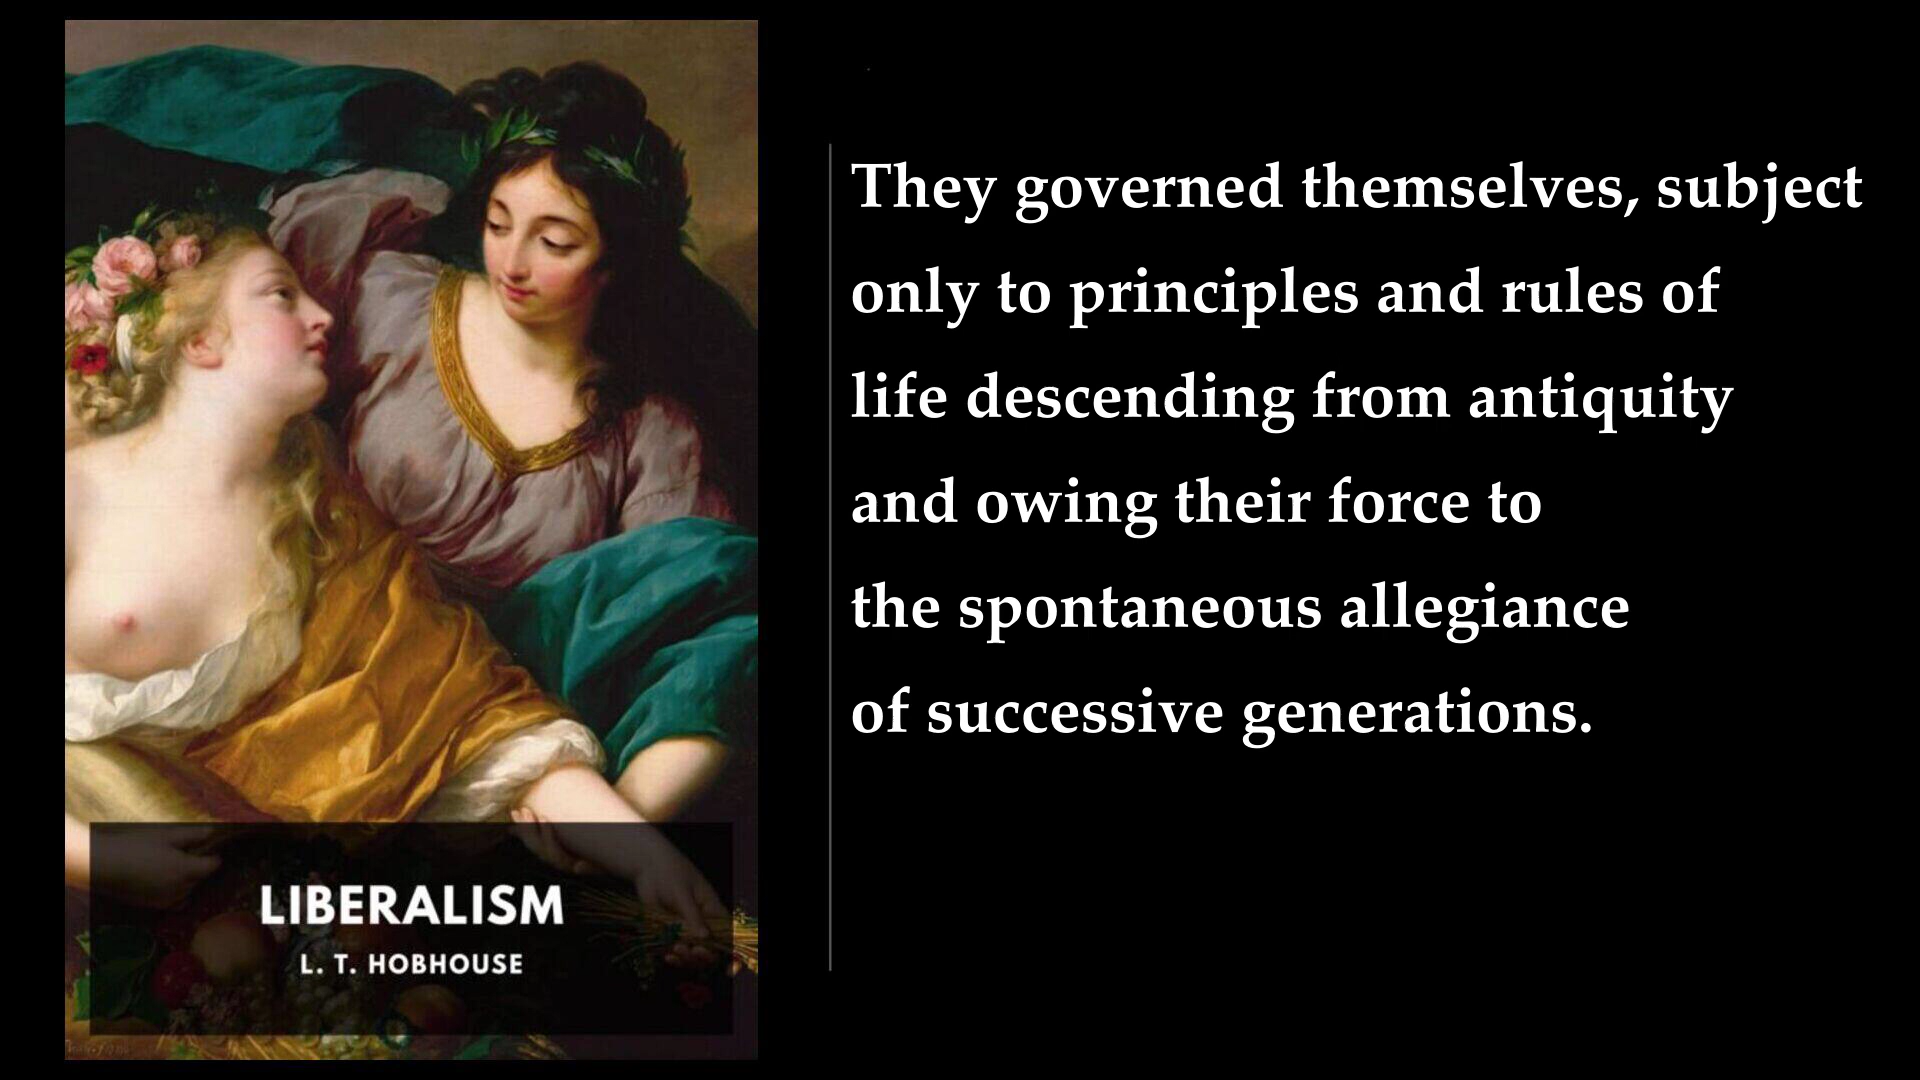 They governed themselves, subject
only to principles and rules of
life descending from antiquity
and owing their force to
the spontaneous allegiance
of successive generations.
LIBERALISM
L. T. HOBHOUSE